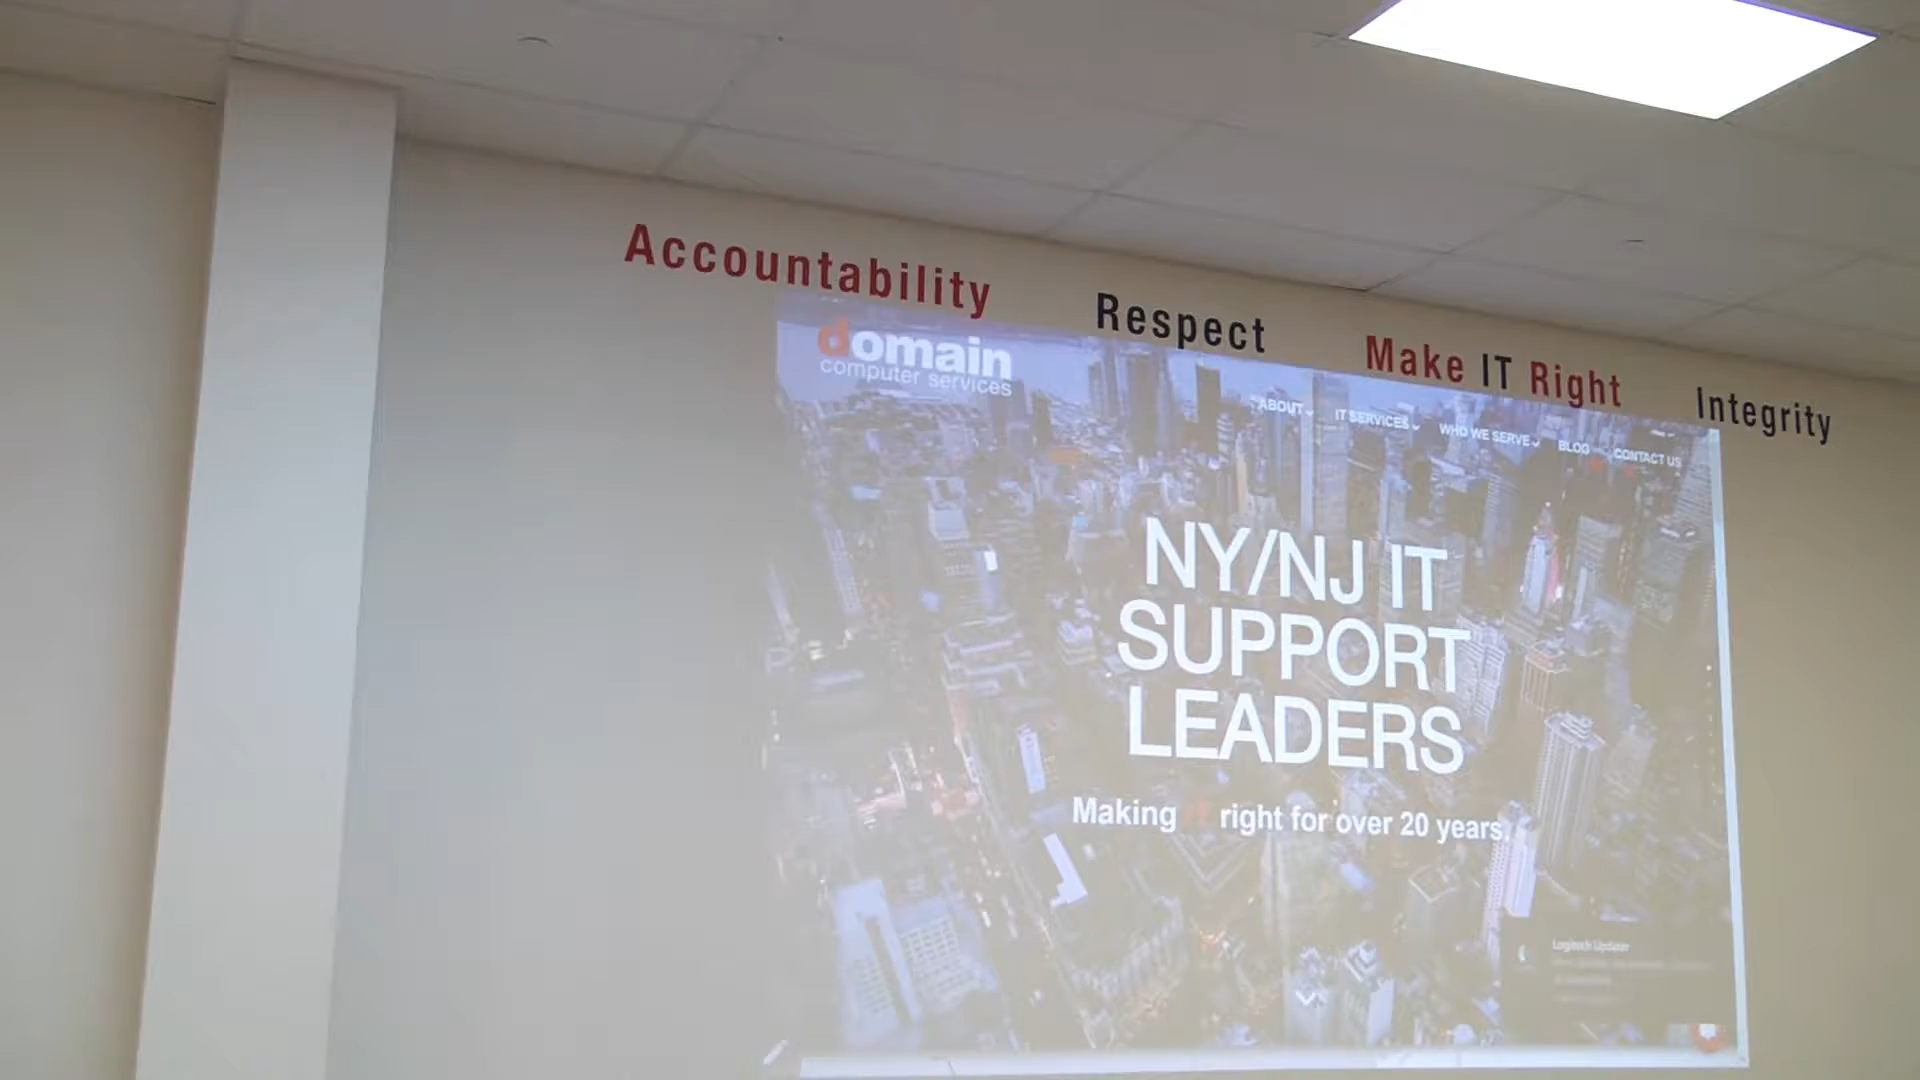 Accountability
Respect
Make IT Right
Integrity
domain
computer services
ABOUT
IT SERVICES
WHO WE SERVE
BLOG
CONTACT US
NY/NJ IT
SUPPORT
LEADERS
Making IT right for over 20 years.
Logitech Updater